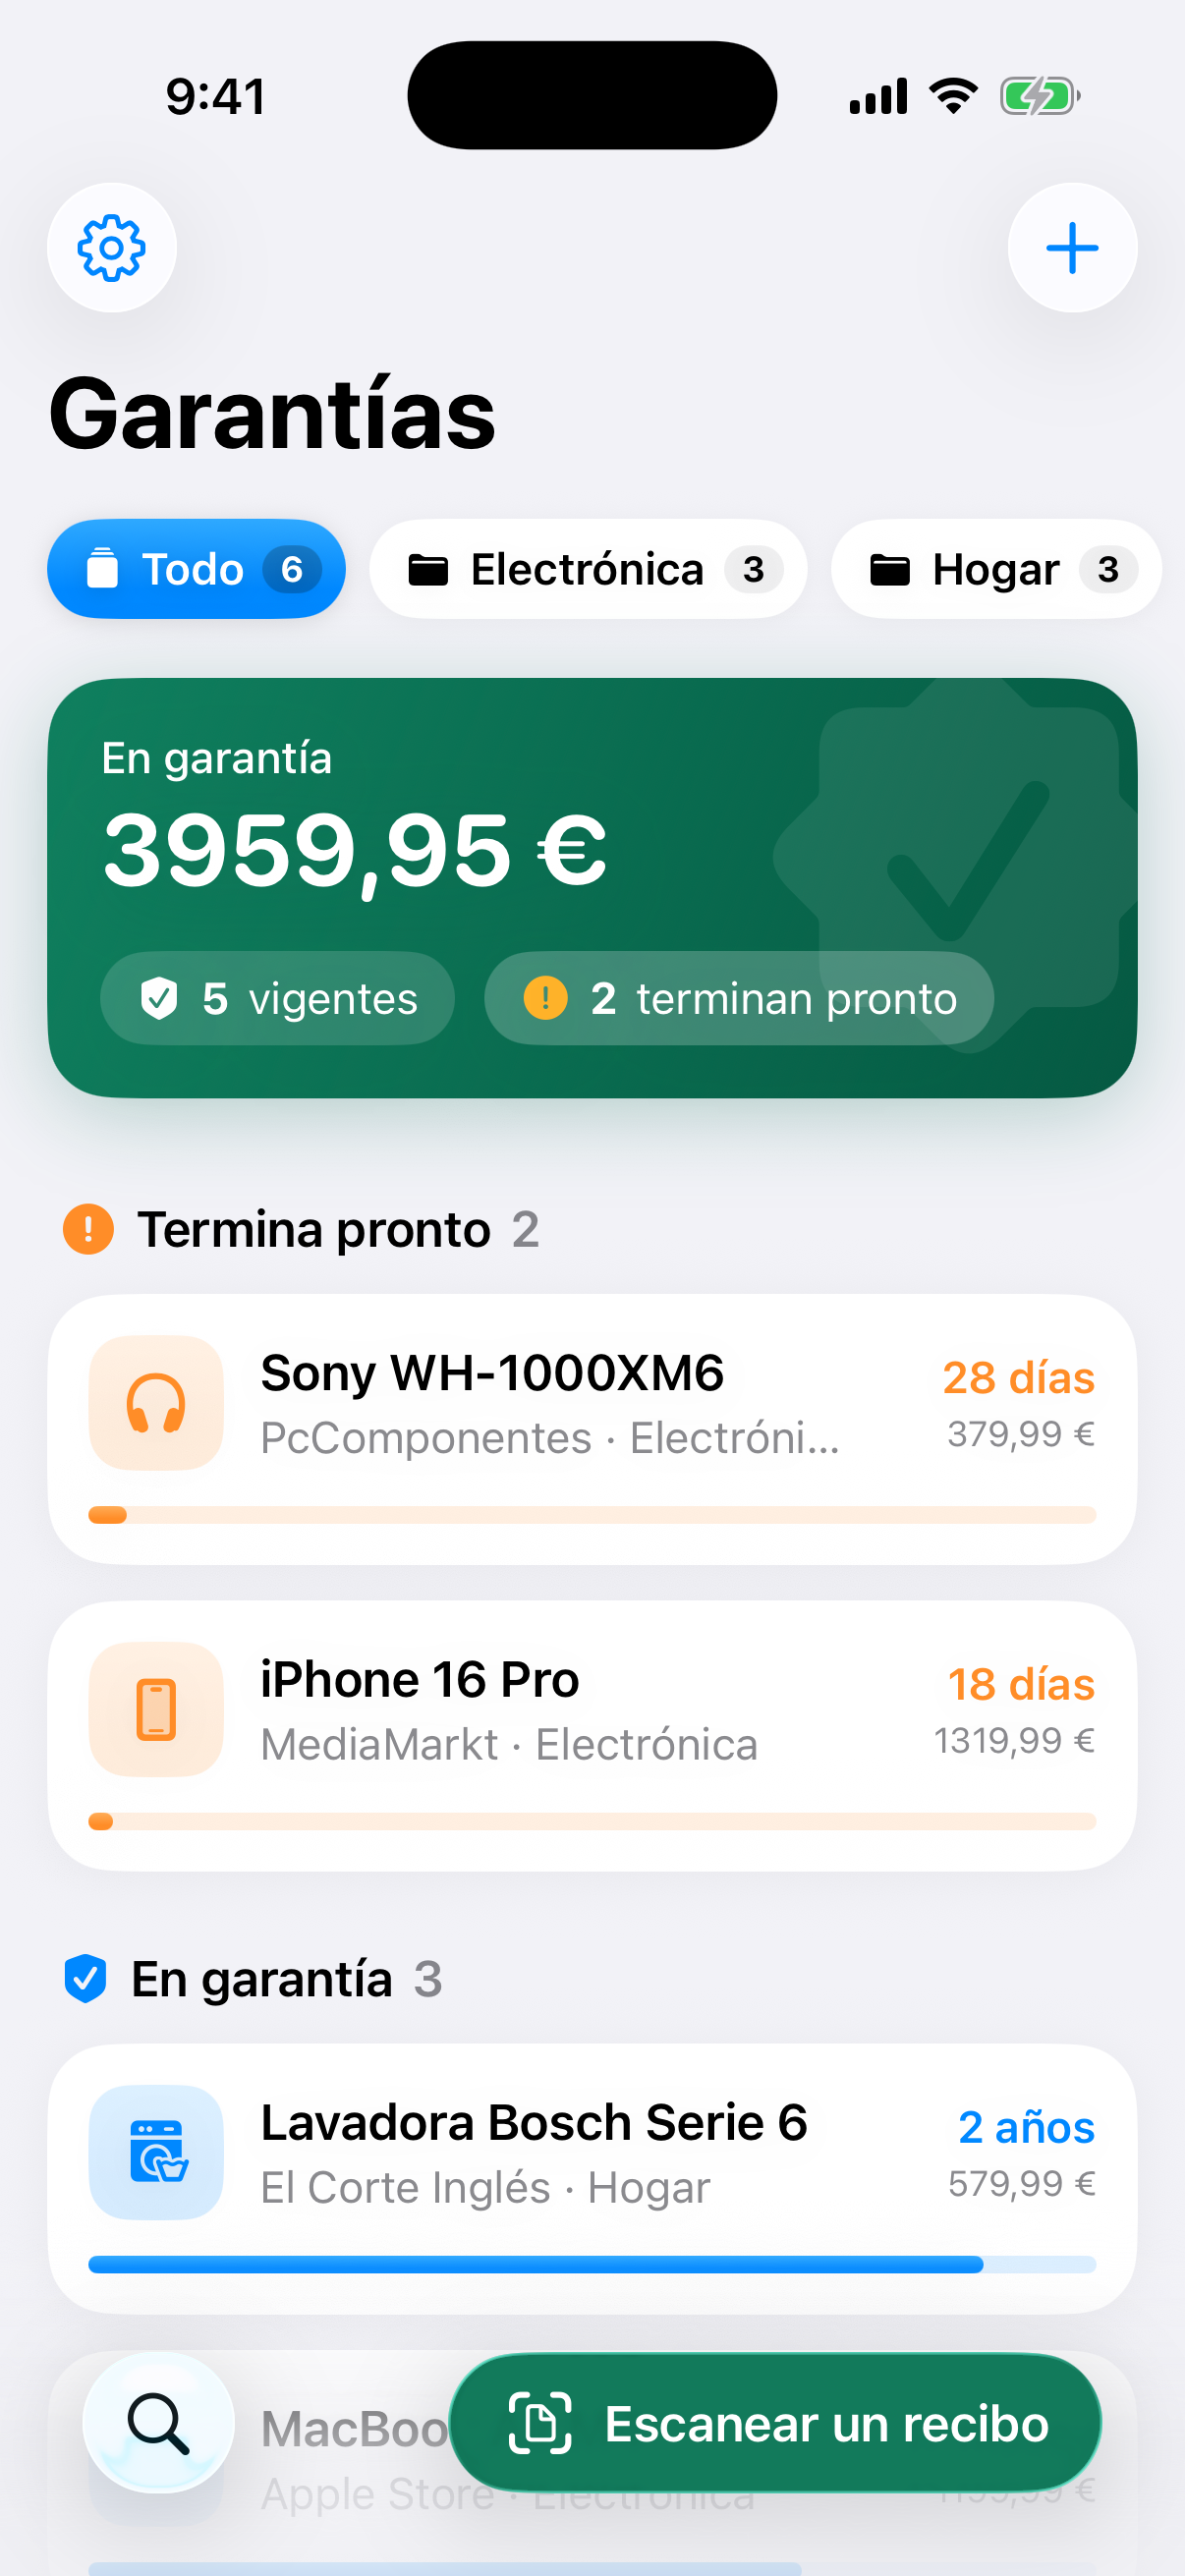 9:41
Garantías
Todo 6 Electrónica 3 Hogar 3
En garantía
3959,95 €
5 vigentes 2 terminan pronto
Termina pronto 2
Sony WH-1000XM6 28 días
PcComponentes · Electróni... 379,99 €
iPhone 16 Pro 18 días
MediaMarkt · Electrónica 1319,99 €
En garantía 3
Lavadora Bosch Serie 6 2 años
El Corte Inglés · Hogar 579,99 €
MacBoo
Escanear un recibo
Apple Store · Electrónica